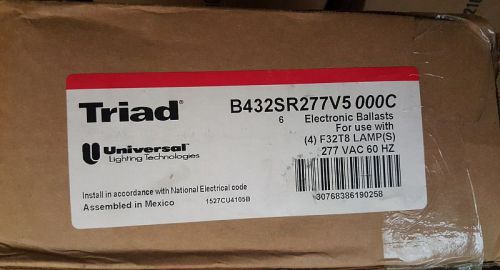 Triad®
Universal®
Lighting Technologies
B432SR277V5 000C
6 Electronic Ballasts
For use with
(4) F32T8 LAMP(S)
277 VAC 60 HZ
Install in accordance with National Electrical code
Assembled in Mexico 1527CU4105B
30768386190258